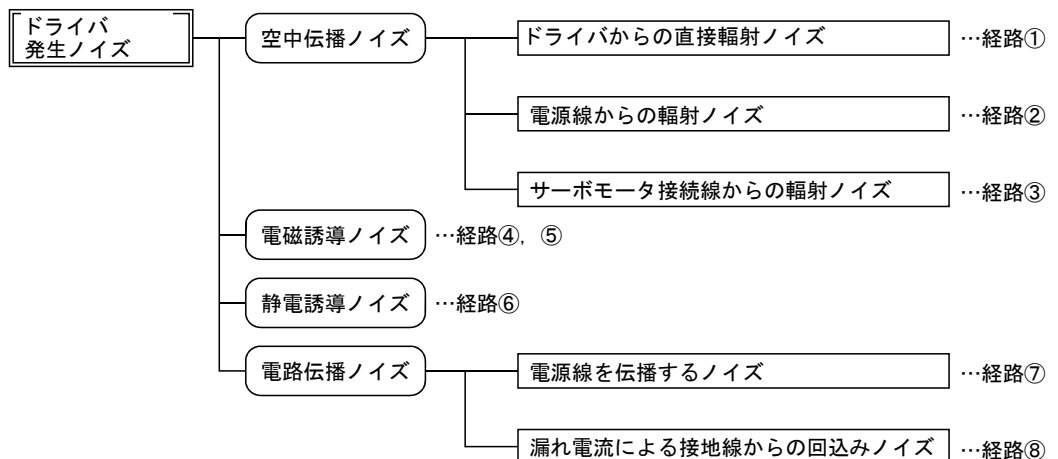 ドライバ
発生ノイズ
空中伝播ノイズ
ドライバからの直接輻射ノイズ
…経路①
電源線からの輻射ノイズ
…経路②
サーボモータ接続線からの輻射ノイズ
…経路③
電磁誘導ノイズ
…経路④，⑤
静電誘導ノイズ
…経路⑥
電路伝播ノイズ
電源線を伝播するノイズ
…経路⑦
漏れ電流による接地線からの回込みノイズ
…経路⑧